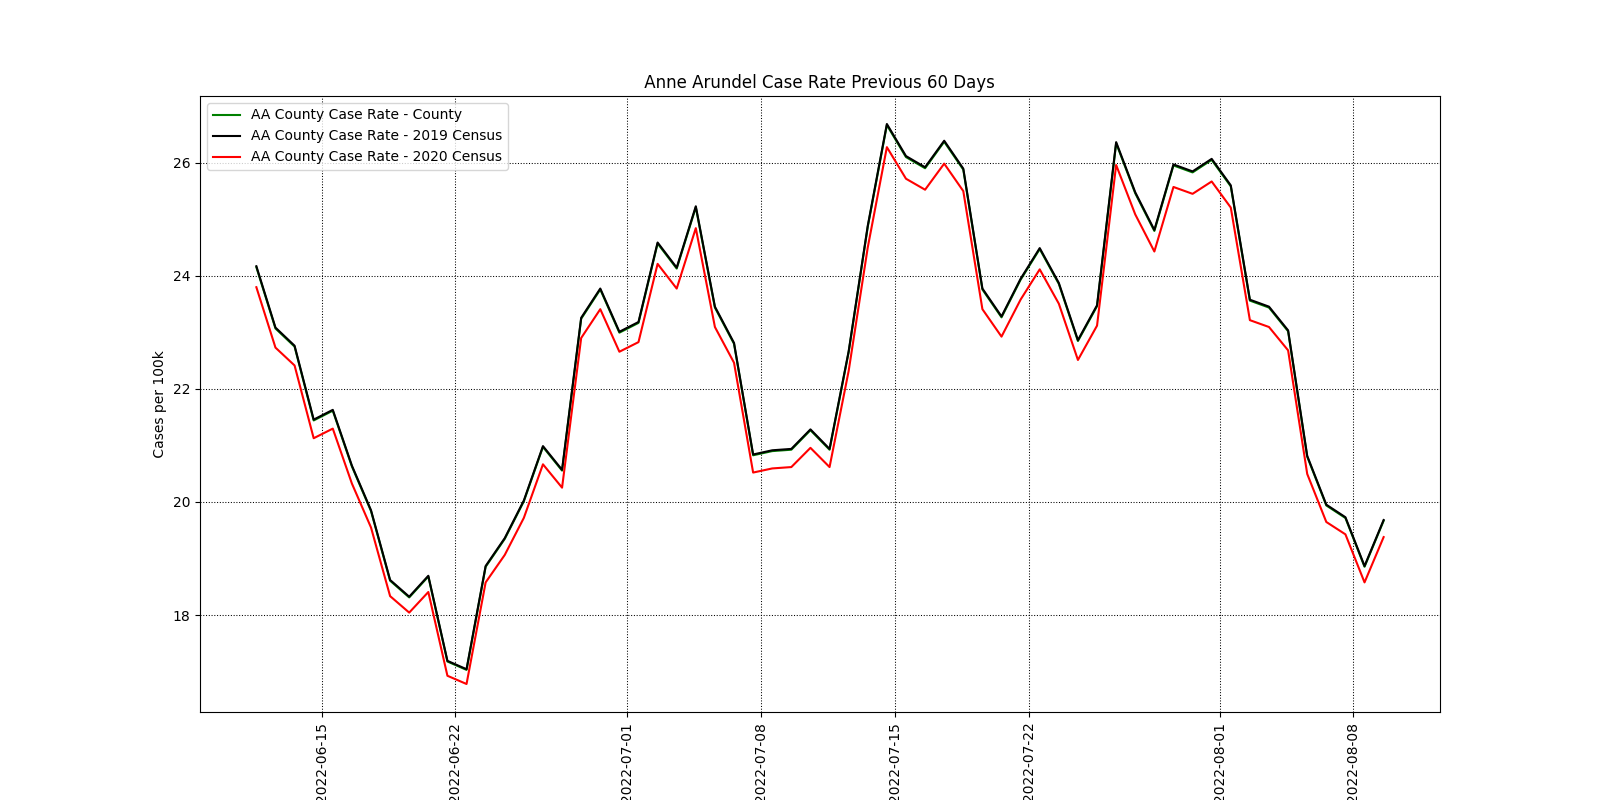 Anne Arundel Case Rate Previous 60 Days
AA County Case Rate - County
AA County Case Rate - 2019 Census
AA County Case Rate - 2020 Census
Cases per 100k
26
24
22
20
18
2022-06-15
2022-06-22
2022-07-01
2022-07-08
2022-07-15
2022-07-22
2022-08-01
2022-08-08